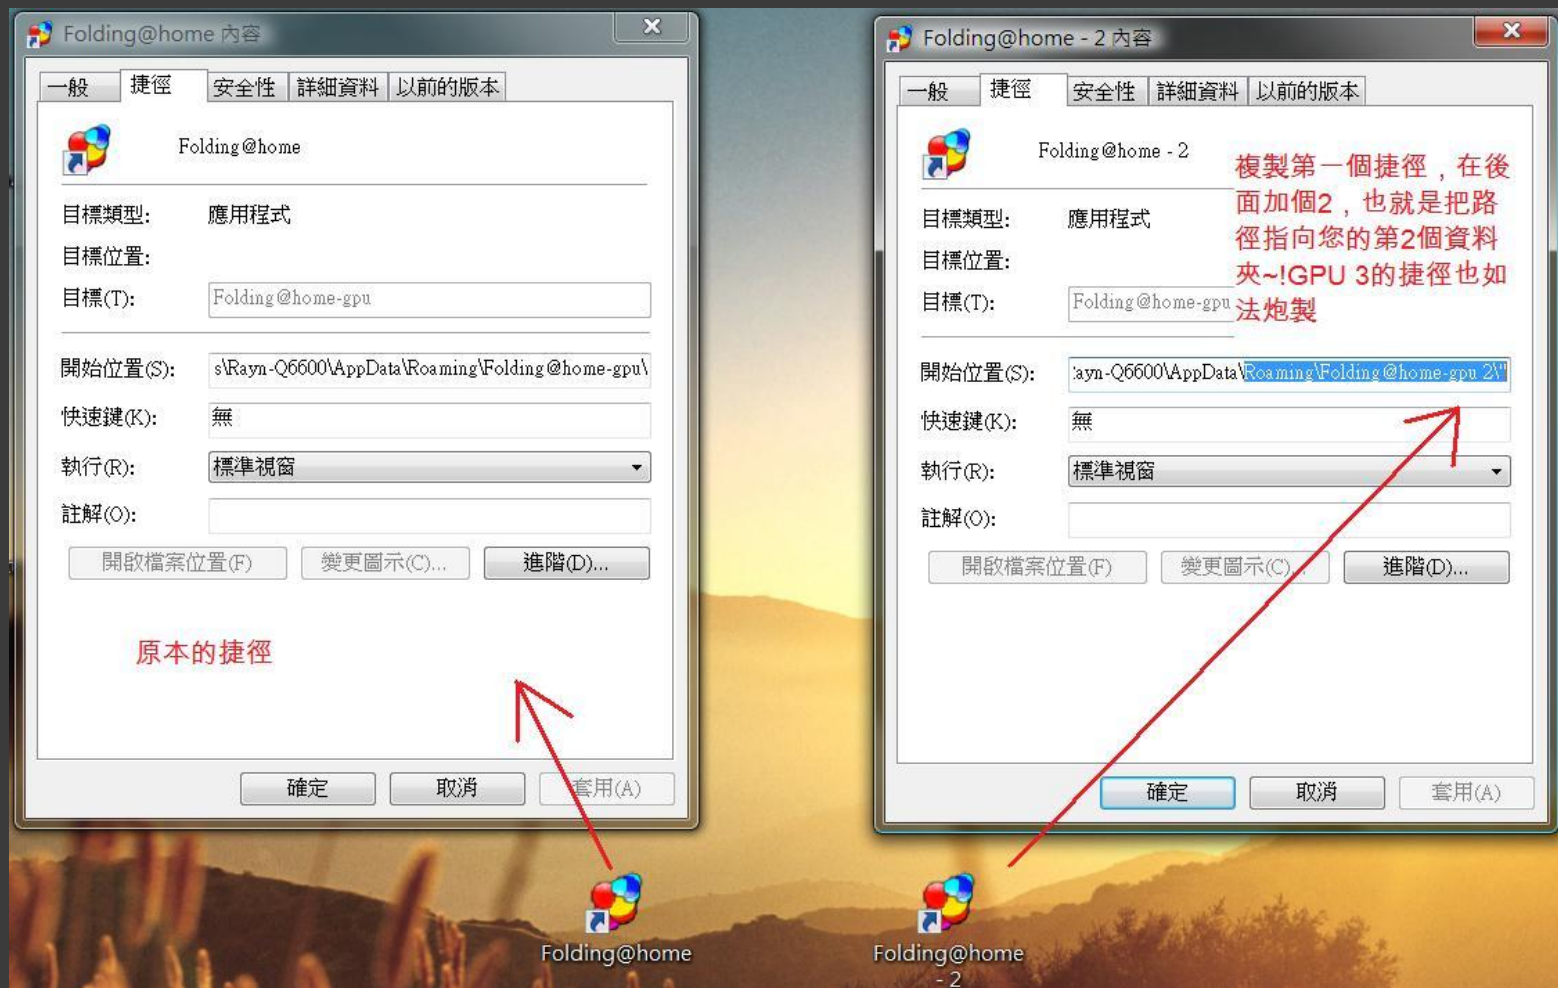 Folding@home 內容
一般 捷徑 安全性 詳細資料 以前的版本
Folding@home
目標類型: 應用程式
目標位置:
目標(T): Folding@home-gpu
開始位置(S): s\Rayn-Q6600\AppData\Roaming\Folding@home-gpu\
快速鍵(K): 無
執行(R): 標準視窗
註解(O):
開啟檔案位置(F) 變更圖示(C)... 進階(D)...
原本的捷徑
確定 取消 套用(A)
Folding@home
Folding@home - 2 內容
一般 捷徑 安全性 詳細資料 以前的版本
Folding@home - 2
複製第一個捷徑，在後
面加個2，也就是把路
徑指向您的第2個資料
夾~!GPU 3的捷徑也如
法炮製
目標類型: 應用程式
目標位置:
目標(T): Folding@home-gpu
開始位置(S): ayn-Q6600\AppData\Roaming\Folding@home-gpu 2\"
快速鍵(K): 無
執行(R): 標準視窗
註解(O):
開啟檔案位置(F) 變更圖示(C)... 進階(D)...
確定 取消 套用(A)
Folding@home
- 2